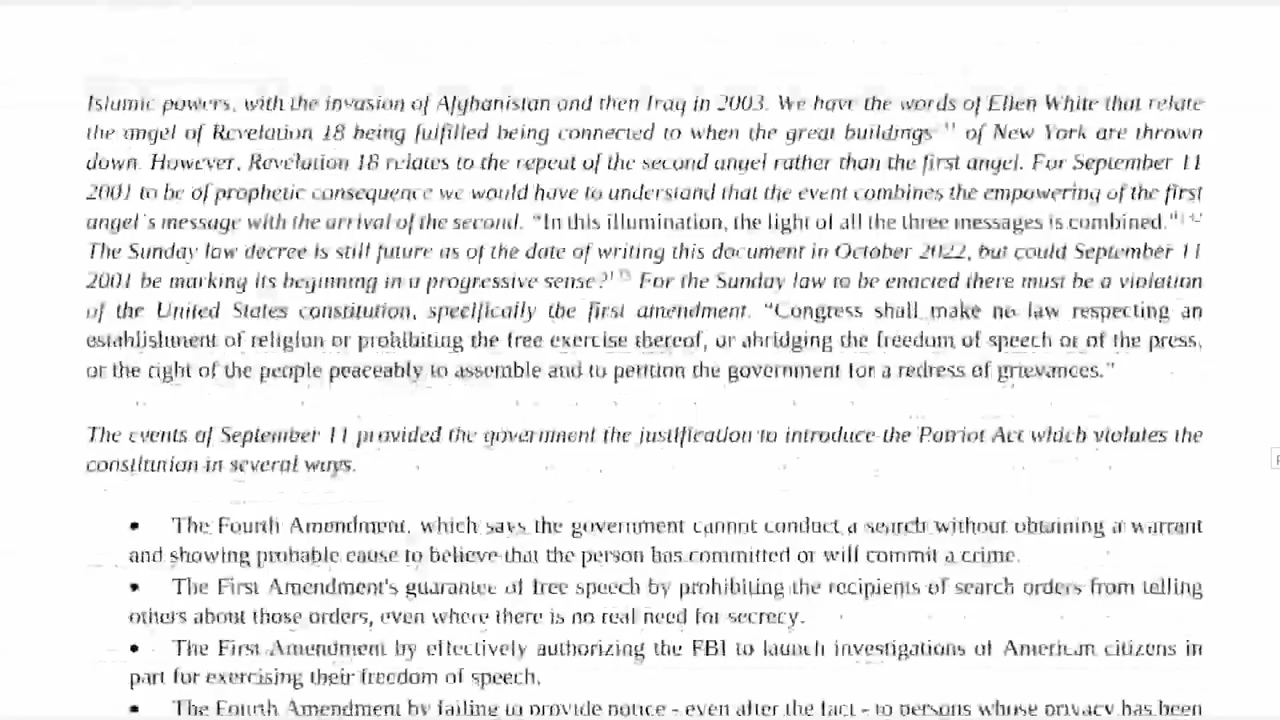 Islamic powers, with the invasion of Afghanistan and then Iraq in 2003. We have the words of Ellen White that relate
the angel of Revelation 18 being fulfilled being connected to when the great buildings of New York are thrown
down. However, Revelation 18 relates to the repeat of the second angel rather than the first angel. For September 11
2001 to be of prophetic consequence we would have to understand that the event combines the empowering of the first
angel's message with the arrival of the second. "In this illumination, the light of all the three messages is combined."
The Sunday law decree is still future as of the date of writing this document in October 2022, but could September 11
2001 be marking its beginning in a progressive sense? For the Sunday law to be enacted there must be a violation
of the United States constitution, specifically the first amendment. "Congress shall make no law respecting an
establishment of religion or prohibiting the free exercise thereof, or abridging the freedom of speech or of the press,
or the right of the people peaceably to assemble and to petition the government for a redress of grievances."
The events of September 11 provided the government the justification to introduce the Patriot Act which violates the
constitution in several ways.
• The Fourth Amendment, which says the government cannot conduct a search without obtaining a warrant
and showing probable cause to believe that the person has committed or will commit a crime.
• The First Amendment's guarantee of free speech by prohibiting the recipients of search orders from telling
others about those orders, even where there is no real need for secrecy.
• The First Amendment by effectively authorizing the FBI to launch investigations of American citizens in
part for exercising their freedom of speech.
• The Fourth Amendment by failing to provide notice - even after the fact - to persons whose privacy has been